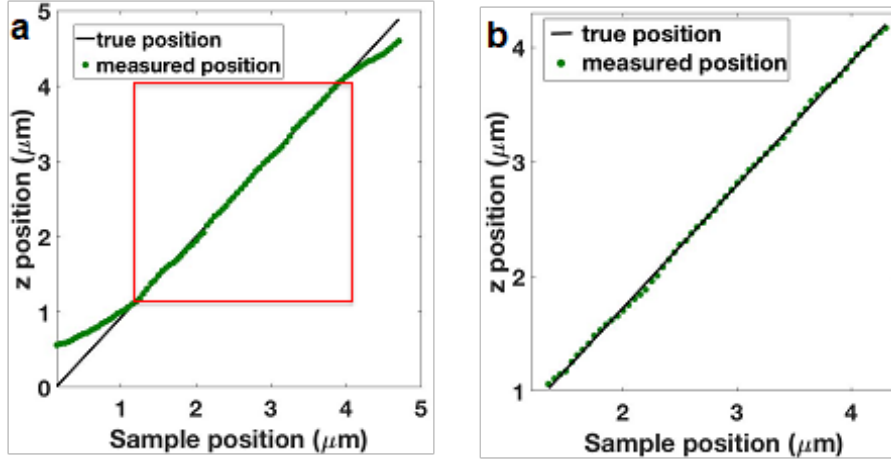 a
true position
measured position
z position (μm)
5
4
3
2
1
0
1
2
3
4
5
Sample position (μm)
b
true position
measured position
z position (μm)
4
3
2
1
2
3
4
Sample position (μm)